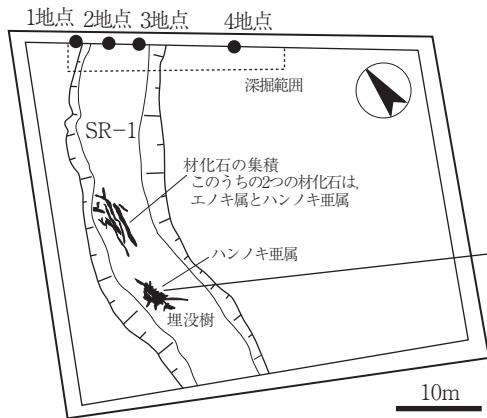 1地点 2地点 3地点 4地点
深掘範囲
SR-1
材化石の集積
このうちの2つの材化石は,
エノキ属とハンノキ亜属
ハンノキ亜属
埋没樹
10m